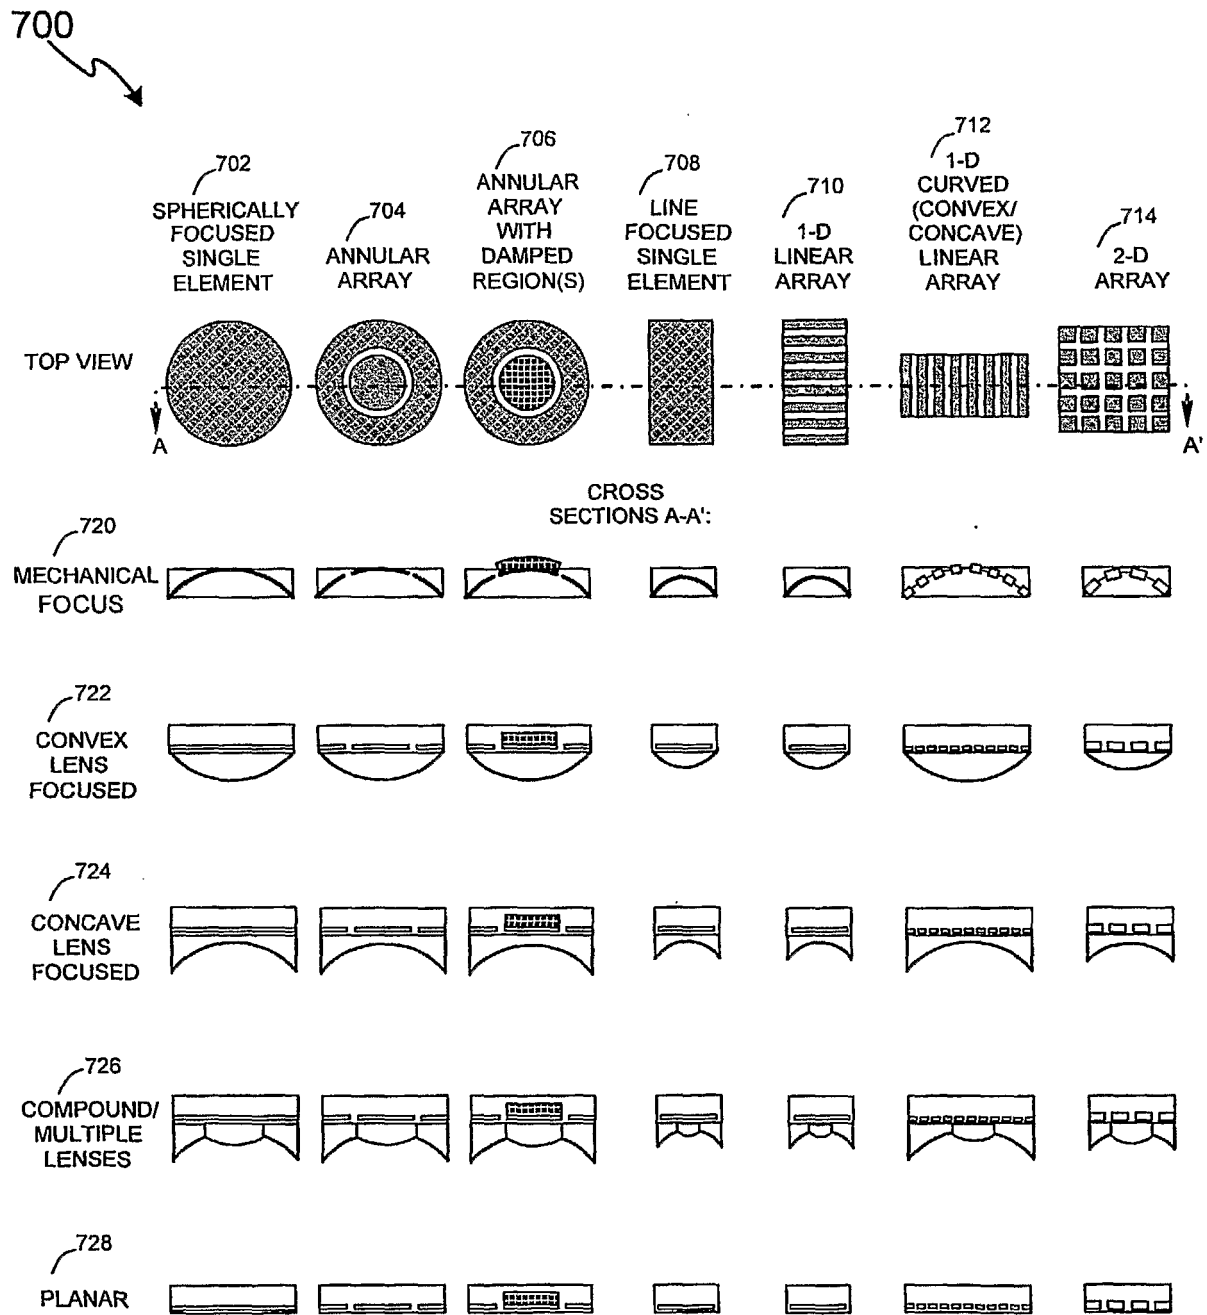 700
702
SPHERICALLY
FOCUSED
SINGLE
ELEMENT
704
ANNULAR
ARRAY
706
ANNULAR
ARRAY
WITH
DAMPED
REGION(S)
708
LINE
FOCUSED
SINGLE
ELEMENT
710
1-D
LINEAR
ARRAY
712
1-D
CURVED
(CONVEX/
CONCAVE)
LINEAR
ARRAY
714
2-D
ARRAY
TOP VIEW
A
A'
CROSS
SECTIONS A-A':
720
MECHANICAL
FOCUS
722
CONVEX
LENS
FOCUSED
724
CONCAVE
LENS
FOCUSED
726
COMPOUND/
MULTIPLE
LENSES
728
PLANAR